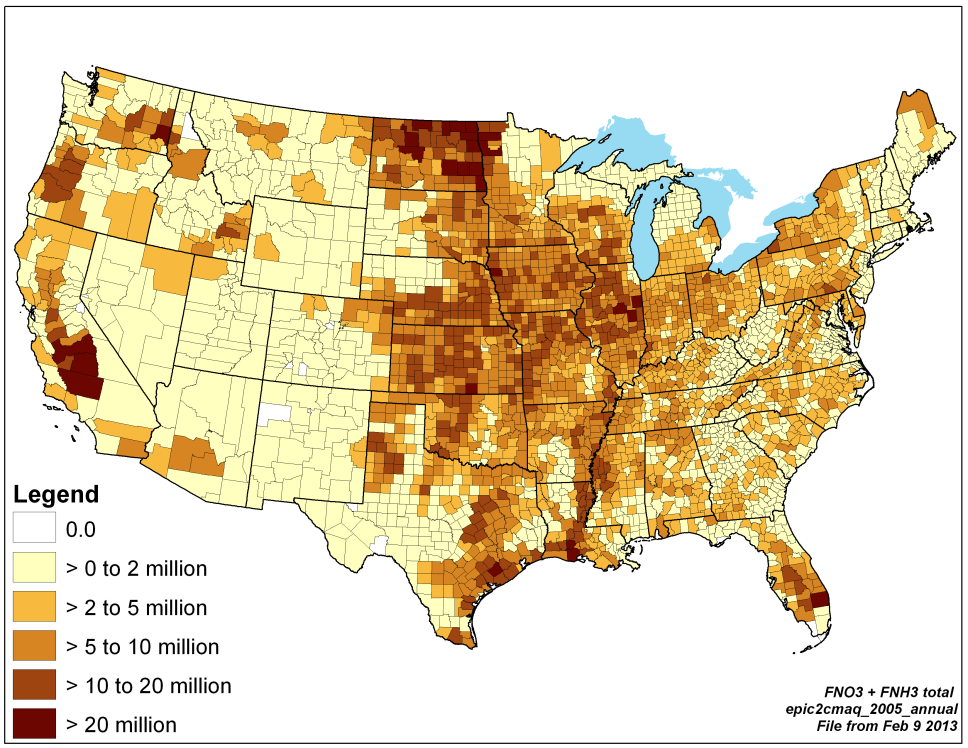 Legend
0.0
> 0 to 2 million
> 2 to 5 million
> 5 to 10 million
> 10 to 20 million
> 20 million
FNO3 + FNH3 total
epic2cmaq_2005_annual
File from Feb 9 2013